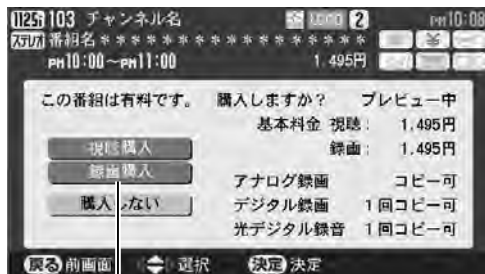 1125i 103 チャンネル名 2 PM10:08
ステレオ 番組名＊＊＊＊＊＊＊＊＊＊＊＊＊＊ ￥
PM10:00～PM11:00 1,495円
この番組は有料です。 購入しますか？ プレビュー中
基本料金 視聴： 1,495円
視聴購入 録画： 1,495円
録画購入
アナログ録画 コピー可
購入しない デジタル録画 1回コピー可
光デジタル録音 1回コピー可
戻る 前画面 選択 決定 決定